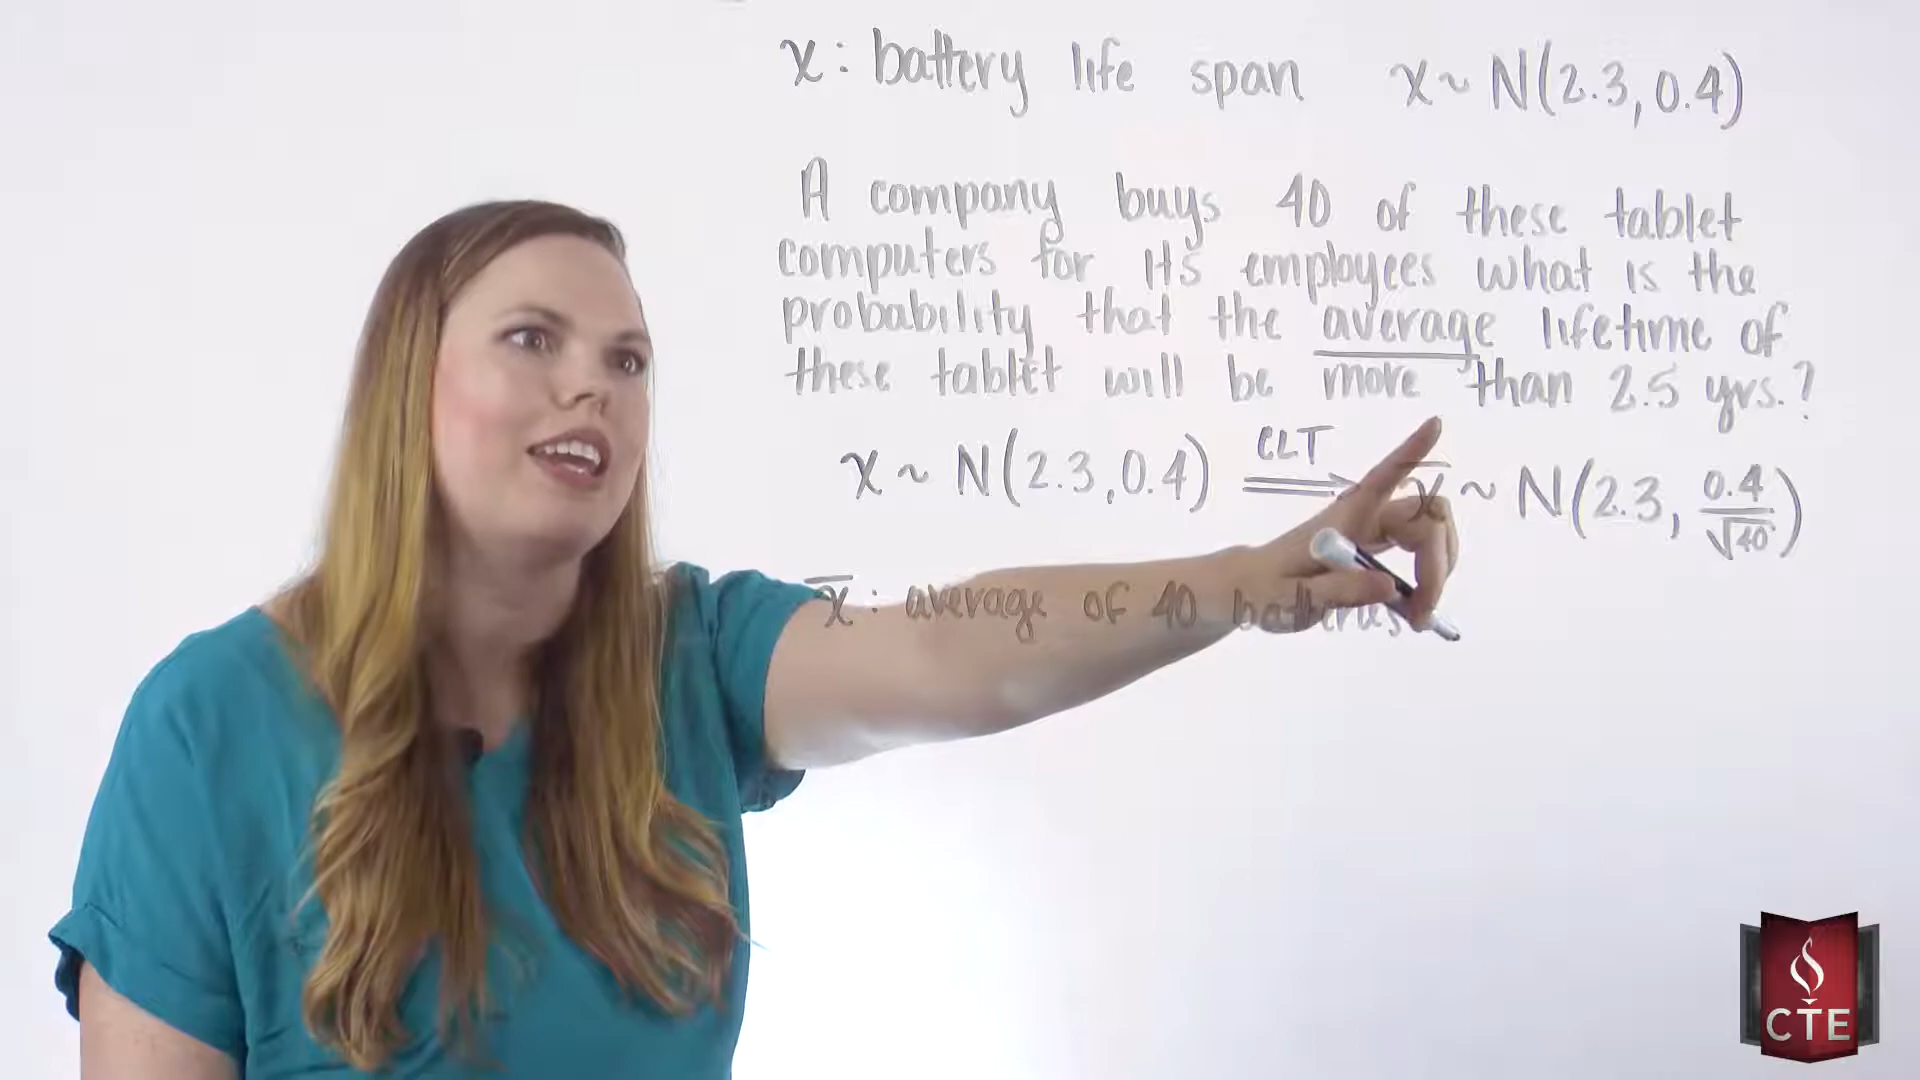 x : battery life span x ~ N(2.3, 0.4)
A company buys 40 of these tablet
computers for its employees what is the
probability that the average lifetime of
these tablet will be more than 2.5 yrs.?
x ~ N(2.3, 0.4) CLT ⟹ x̅ ~ N(2.3, 0.4/√40)
x̅ : average of 40 batteries
CTE